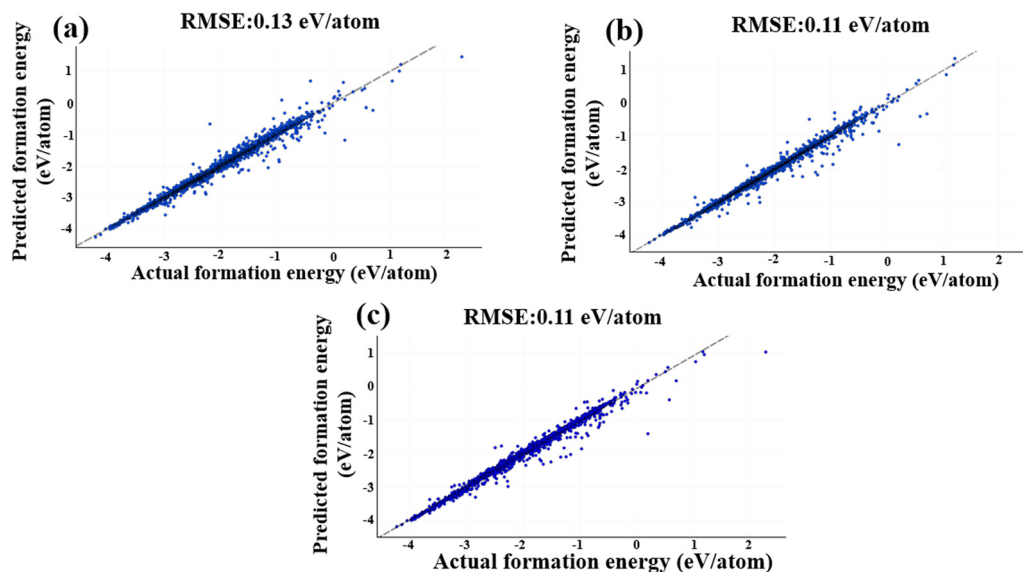 (a)
RMSE:0.13 eV/atom
Predicted formation energy
(eV/atom)
1
0
-1
-2
-3
-4
-4
-3
-2
-1
0
1
2
Actual formation energy (eV/atom)
(b)
RMSE:0.11 eV/atom
Predicted formation energy
(eV/atom)
1
0
-1
-2
-3
-4
-4
-3
-2
-1
0
1
2
Actual formation energy (eV/atom)
(c)
RMSE:0.11 eV/atom
Predicted formation energy
(eV/atom)
1
0
-1
-2
-3
-4
-4
-3
-2
-1
0
1
2
Actual formation energy (eV/atom)